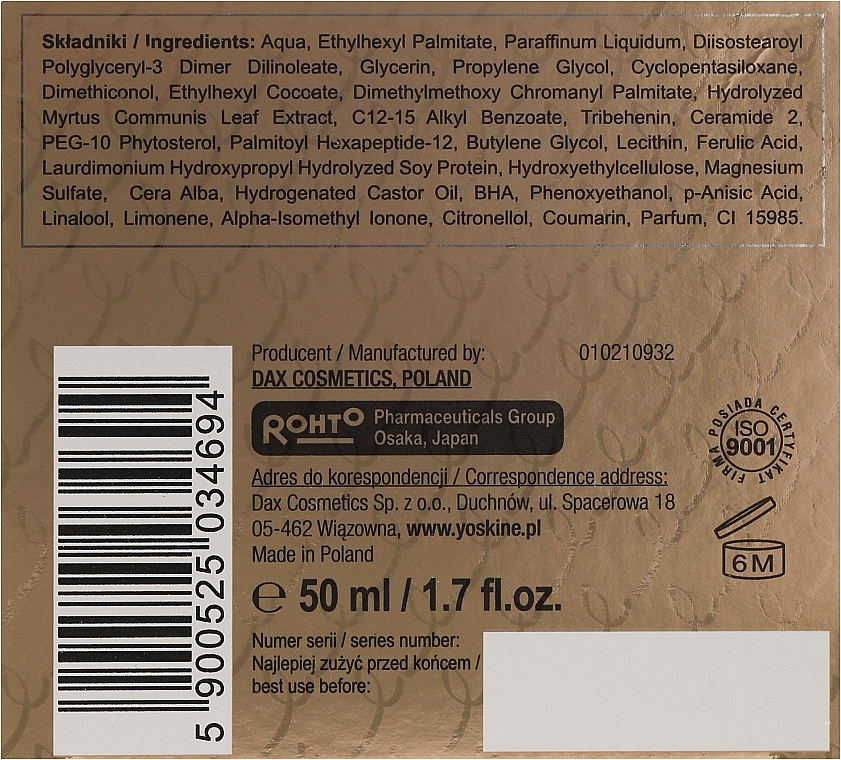 Składniki / Ingredients: Aqua, Ethylhexyl Palmitate, Paraffinum Liquidum, Diisostearoyl
Polyglyceryl-3 Dimer Dilinoleate, Glycerin, Propylene Glycol, Cyclopentasiloxane,
Dimethiconol, Ethylhexyl Cocoate, Dimethylmethoxy Chromanyl Palmitate, Hydrolyzed
Myrtus Communis Leaf Extract, C12-15 Alkyl Benzoate, Tribehenin, Ceramide 2,
PEG-10 Phytosterol, Palmitoyl Hexapeptide-12, Butylene Glycol, Lecithin, Ferulic Acid,
Laurdimonium Hydroxypropyl Hydrolyzed Soy Protein, Hydroxyethylcellulose, Magnesium
Sulfate, Cera Alba, Hydrogenated Castor Oil, BHA, Phenoxyethanol, p-Anisic Acid,
Linalool, Limonene, Alpha-Isomethyl Ionone, Citronellol, Coumarin, Parfum, CI 15985.
Producent / Manufactured by: 010210932
DAX COSMETICS, POLAND
ROHTO Pharmaceuticals Group
Osaka, Japan
FIRMA POSIADA CERTYFIKAT
ISO
9001
Adres do korespondencji / Correspondence address:
Dax Cosmetics Sp. z o.o., Duchnów, ul. Spacerowa 18
05-462 Wiązowna, www.yoskine.pl
Made in Poland
6M
℮ 50 ml / 1.7 fl.oz.
Numer serii / series number:
Najlepiej zużyć przed końcem /
best use before:
5 900525 034694